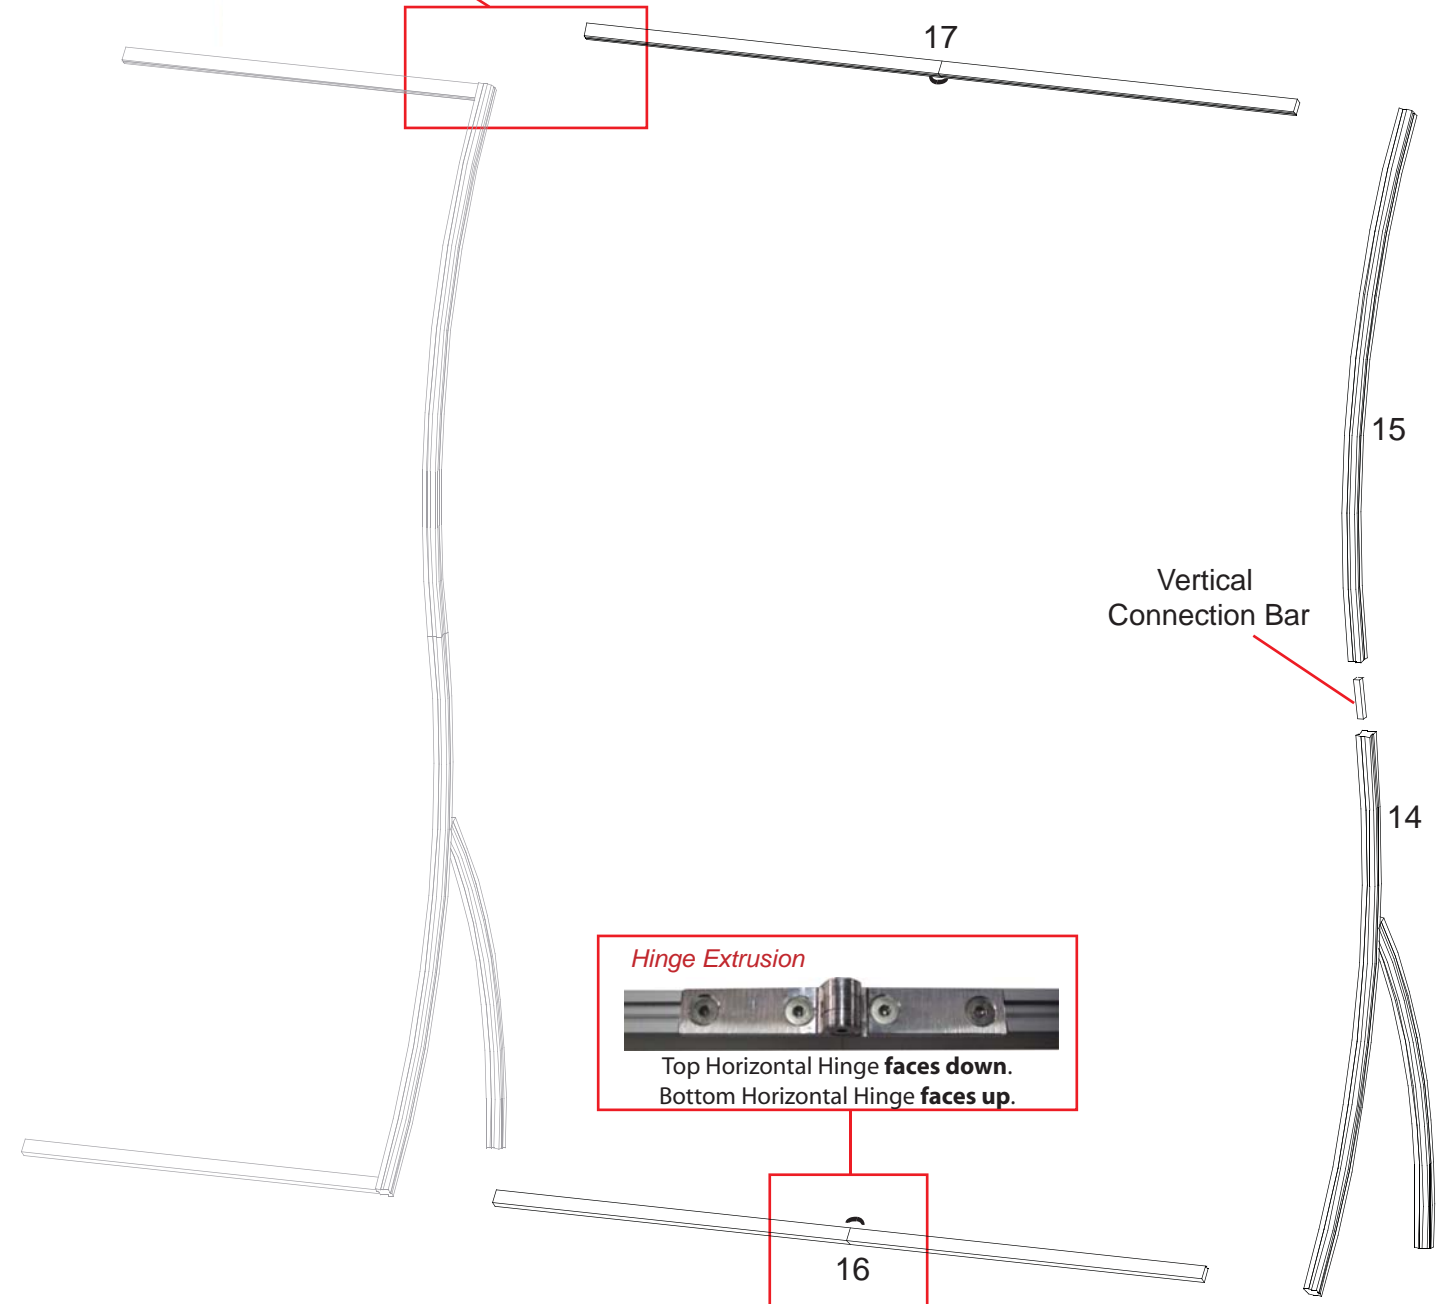 17
15
Vertical
Connection Bar
14
Hinge Extrusion
Top Horizontal Hinge faces down.
Bottom Horizontal Hinge faces up.
16